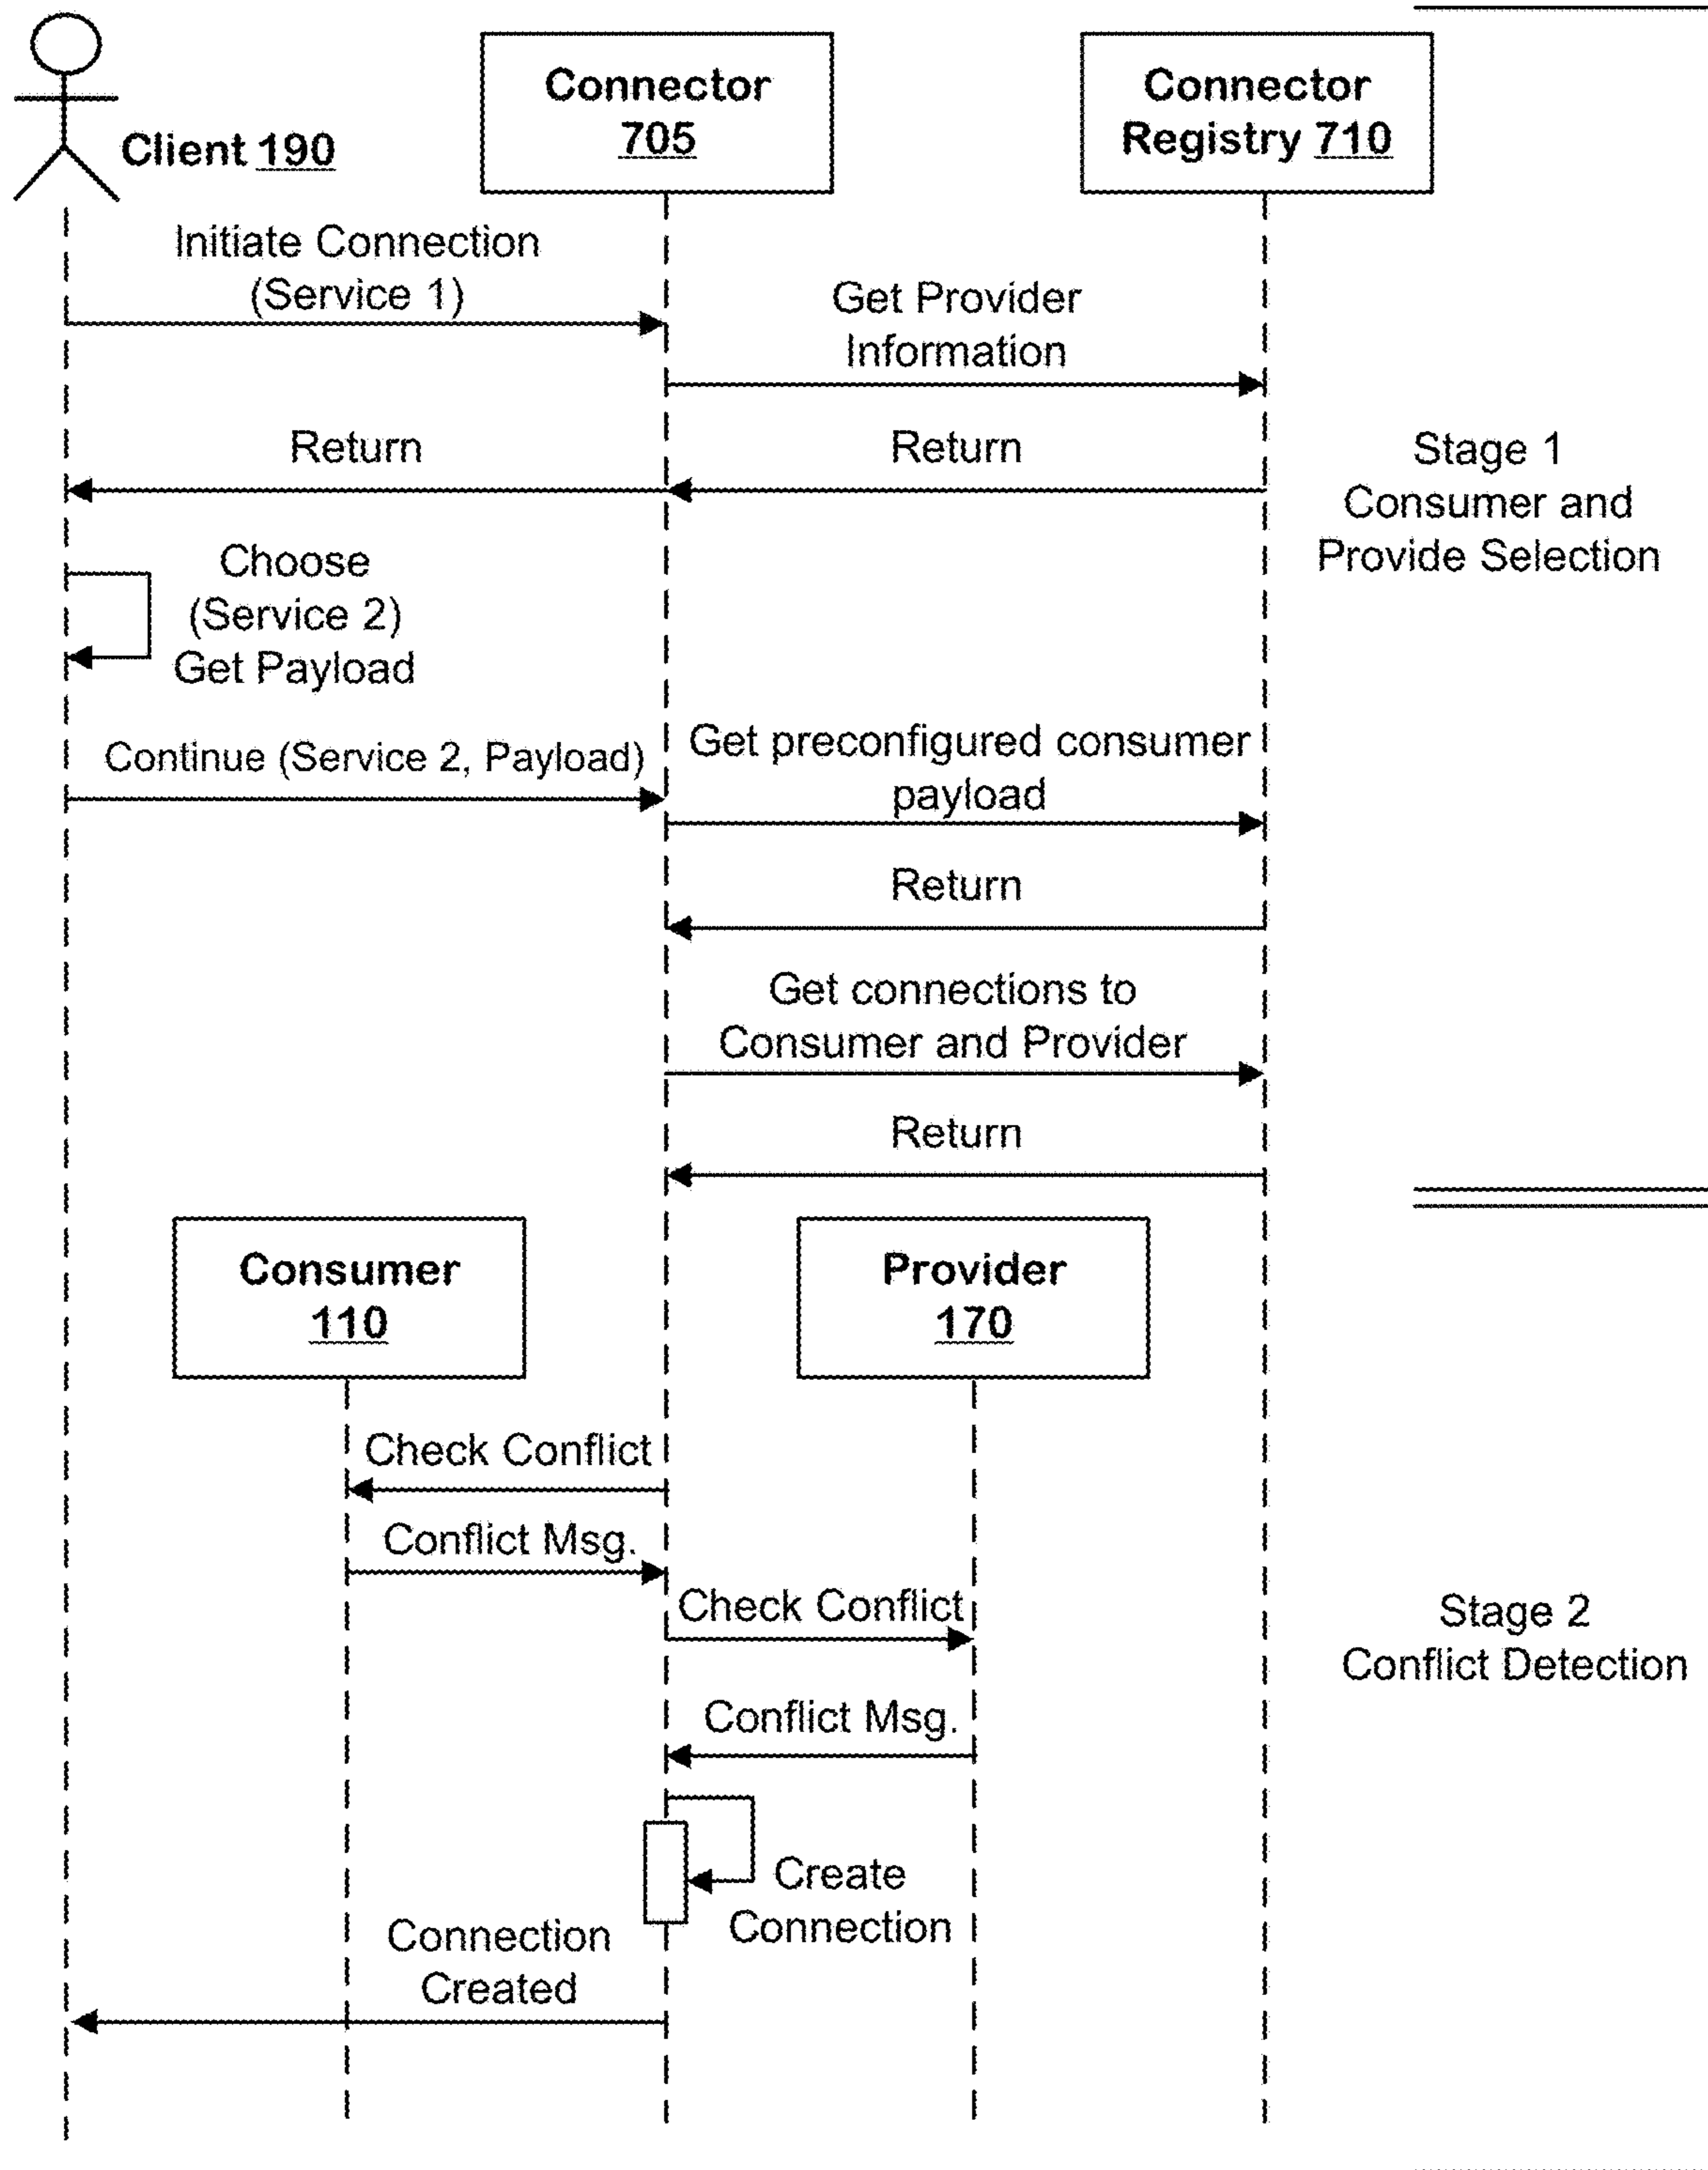 Client 190
Connector
705
Connector
Registry 710
Initiate Connection
(Service 1)
Get Provider
Information
Return
Return
Stage 1
Consumer and
Provide Selection
Choose
(Service 2)
Get Payload
Continue (Service 2, Payload)
Get preconfigured consumer
payload
Return
Get connections to
Consumer and Provider
Return
Consumer
110
Provider
170
Check Conflict
Conflict Msg.
Check Conflict
Stage 2
Conflict Detection
Conflict Msg.
Create
Connection
Connection
Created